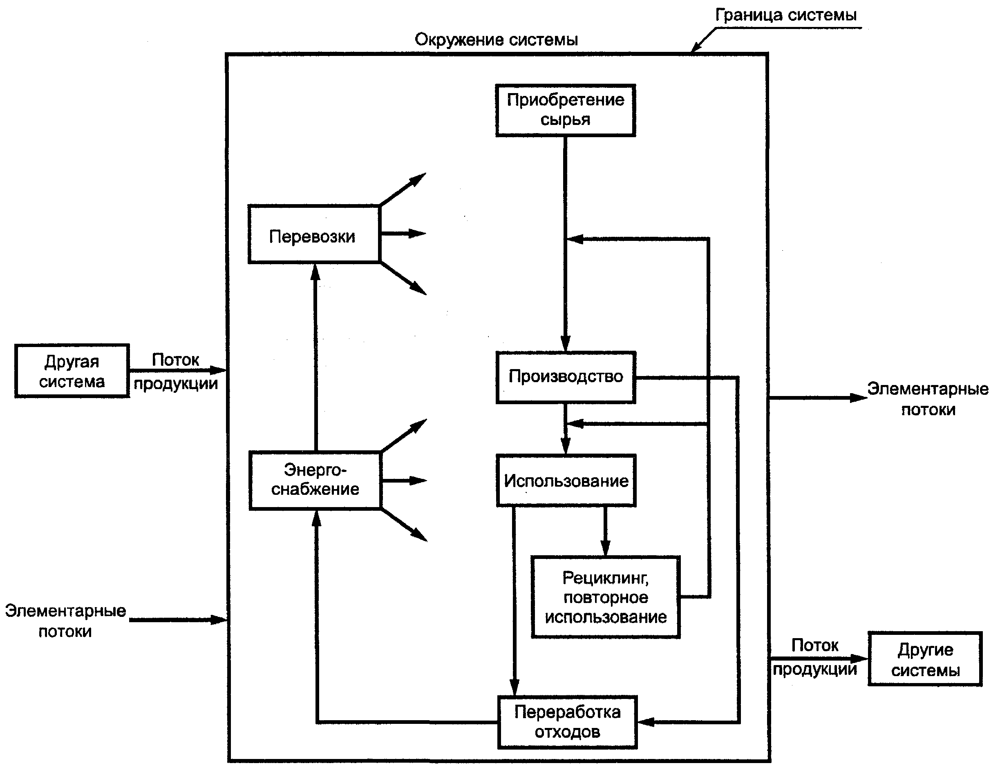 Граница системы
Окружение системы
Приобретение
сырья
Перевозки
Другая
система
Поток
продукции
Производство
Элементарные
потоки
Энерго-
снабжение
Использование
Рециклинг,
повторное
использование
Элементарные
потоки
Поток
продукции
Другие
системы
Переработка
отходов